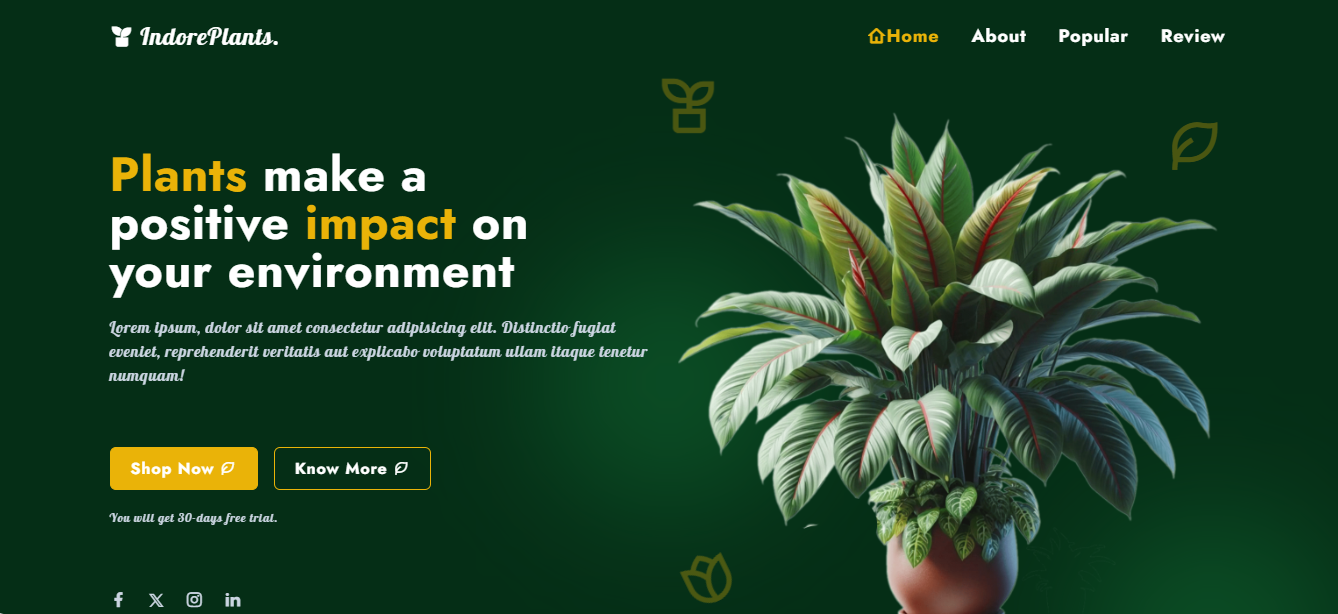 IndorePlants.
Home About Popular Review
Plants make a
positive impact on
your environment
Lorem ipsum, dolor sit amet consectetur adipisicing elit. Distinctio fugiat
eveniet, reprehenderit veritatis aut explicabo voluptatum ullam itaque tenetur
numquam!
Shop Now Know More
You will get 30-days free trial.